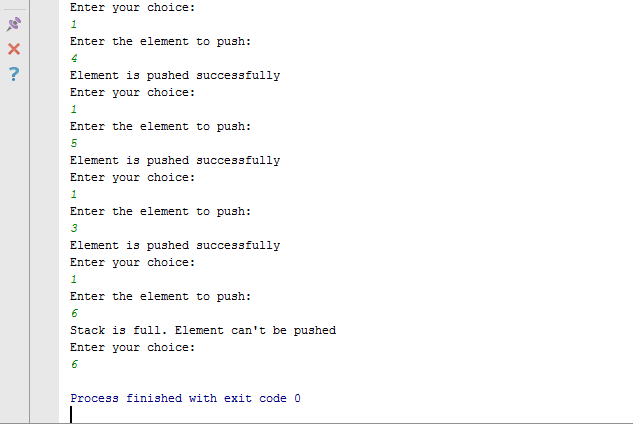 Enter your choice:
1
Enter the element to push:
4
Element is pushed successfully
Enter your choice:
1
Enter the element to push:
5
Element is pushed successfully
Enter your choice:
1
Enter the element to push:
3
Element is pushed successfully
Enter your choice:
1
Enter the element to push:
6
Stack is full. Element can't be pushed
Enter your choice:
6
Process finished with exit code 0